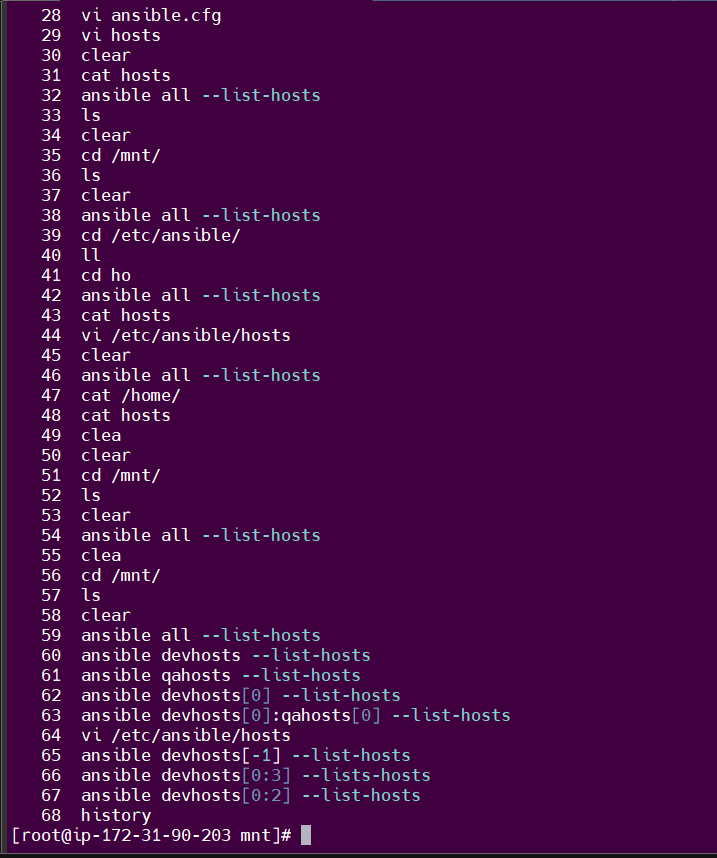 28 vi ansible.cfg
29 vi hosts
30 clear
31 cat hosts
32 ansible all --list-hosts
33 ls
34 clear
35 cd /mnt/
36 ls
37 clear
38 ansible all --list-hosts
39 cd /etc/ansible/
40 ll
41 cd ho
42 ansible all --list-hosts
43 cat hosts
44 vi /etc/ansible/hosts
45 clear
46 ansible all --list-hosts
47 cat /home/
48 cat hosts
49 clea
50 clear
51 cd /mnt/
52 ls
53 clear
54 ansible all --list-hosts
55 clea
56 cd /mnt/
57 ls
58 clear
59 ansible all --list-hosts
60 ansible devhosts --list-hosts
61 ansible qahosts --list-hosts
62 ansible devhosts[0] --list-hosts
63 ansible devhosts[0]:qahosts[0] --list-hosts
64 vi /etc/ansible/hosts
65 ansible devhosts[-1] --list-hosts
66 ansible devhosts[0:3] --lists-hosts
67 ansible devhosts[0:2] --list-hosts
68 history
[root@ip-172-31-90-203 mnt]#